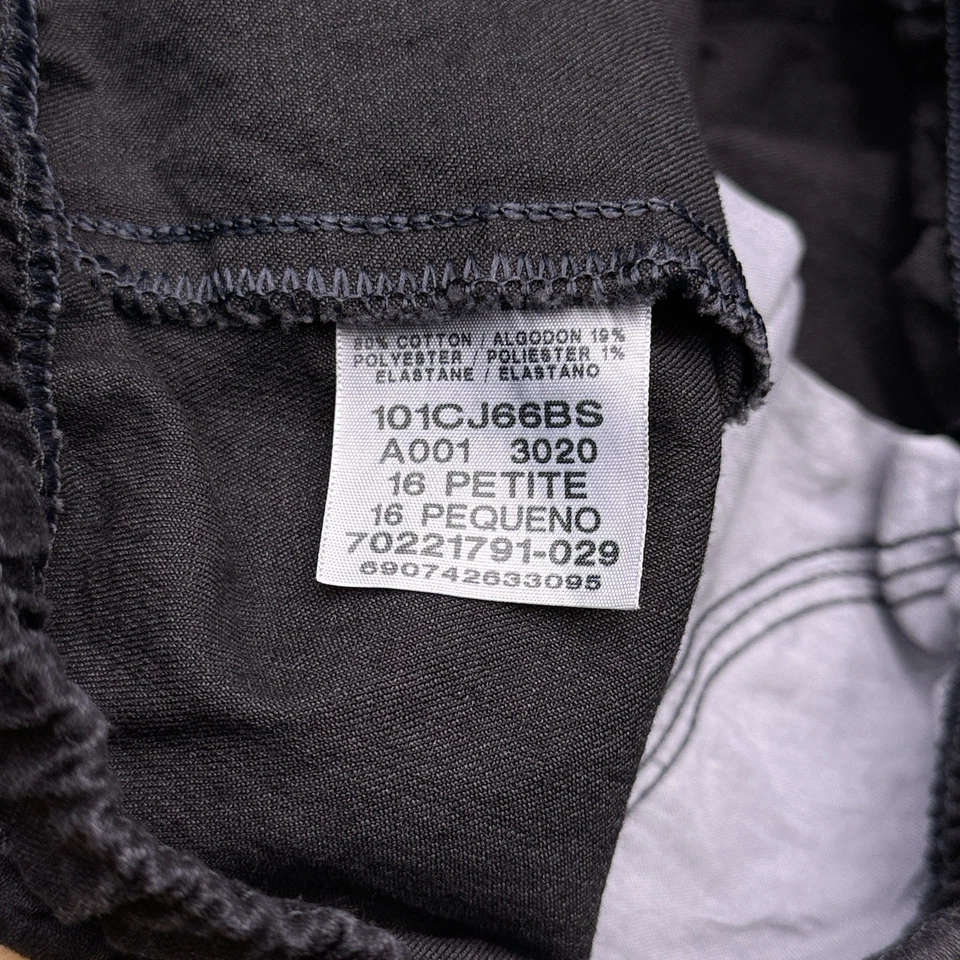 80% COTTON / ALGODON 19%
POLYESTER / POLIESTER 1%
ELASTANE / ELASTANO
101CJ66BS
A001 3020
16 PETITE
16 PEQUENO
70221791-029
690742633095